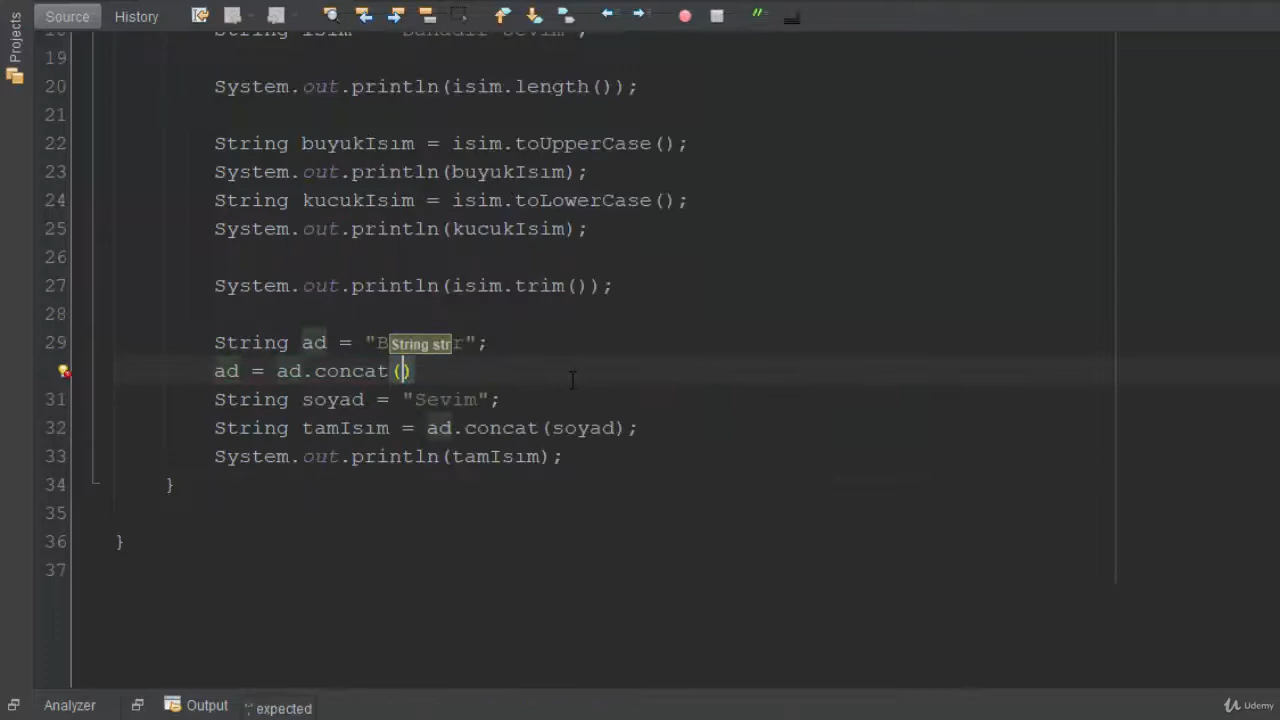 Projects
Source History
String isim = " ";
19
20 System.out.println(isim.length());
21
22 String buyukIsım = isim.toUpperCase();
23 System.out.println(buyukIsım);
24 String kucukIsim = isim.toLowerCase();
25 System.out.println(kucukIsim);
26
27 System.out.println(isim.trim());
28
29 String ad = "B r";
String str
ad = ad.concat()
31 String soyad = "Sevim";
32 String tamIsım = ad.concat(soyad);
33 System.out.println(tamIsım);
34 }
35
36 }
37
Analyzer Output ';' expected
Udemy